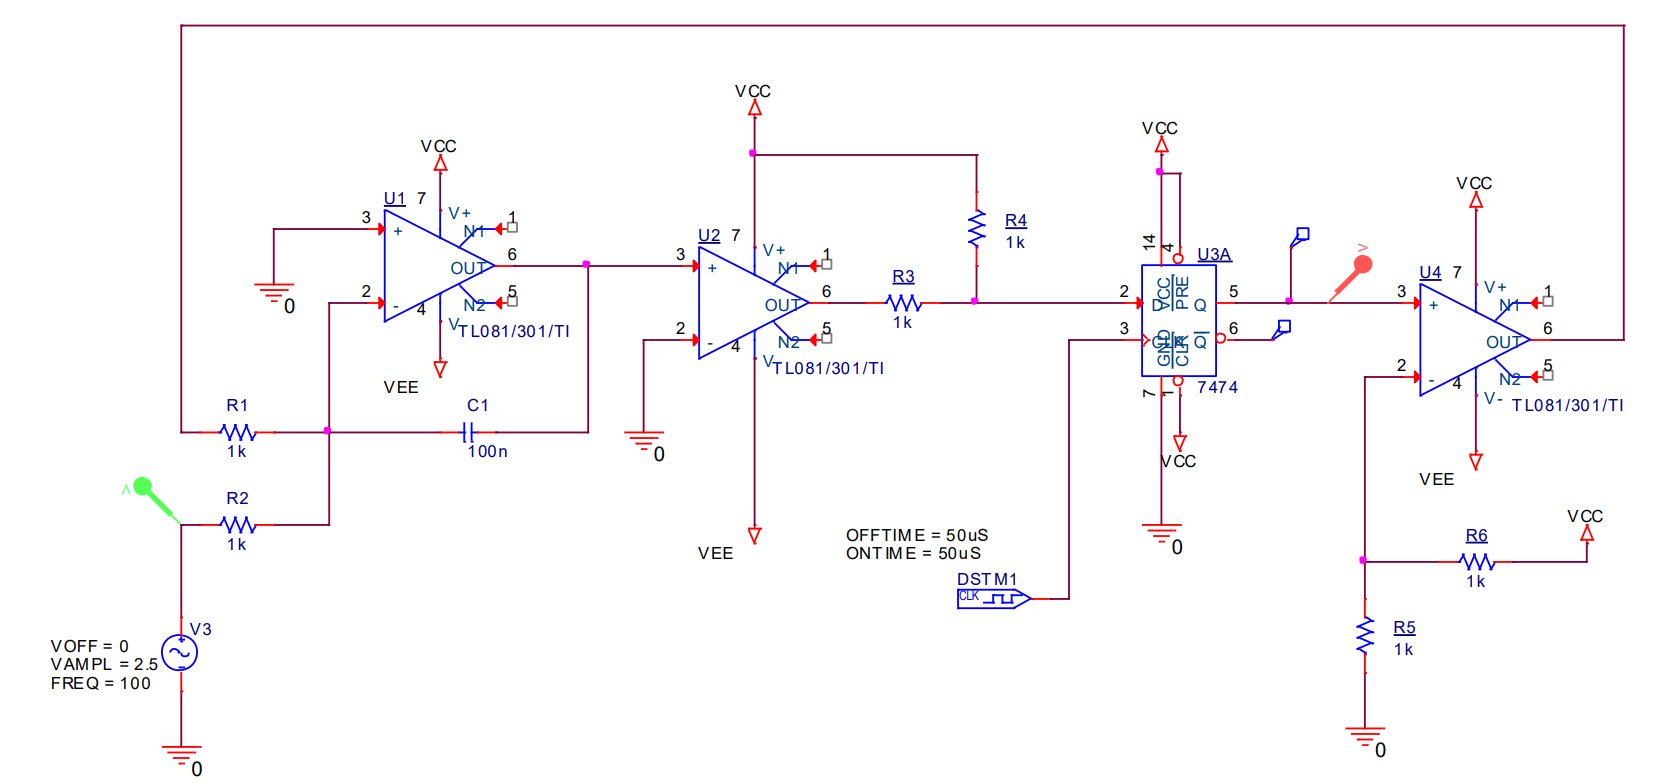 VCC
VCC
VCC
VCC
U1
7
3
+
V+
N1
1
6
OUT
2
-
4
N2
5
V
TL081/301/TI
VEE
0
U2
7
3
+
V+
N1
1
6
OUT
2
-
4
N2
5
V
TL081/301/TI
VEE
0
R4
1k
R3
1k
14
4
U3A
2
D
VCC
PRE
Q
5
3
CLK
GND
CLR
Q
6
7
1
7474
VCC
0
V
U4
7
3
+
V+
N1
1
6
OUT
2
-
4
N2
5
V-
TL081/301/TI
VEE
R1
1k
C1
100n
R2
1k
V
V3
+
-
VOFF = 0
VAMPL = 2.5
FREQ = 100
0
OFFTIME = 50uS
ONTIME = 50uS
DSTM1
CLK
VCC
R6
1k
R5
1k
0